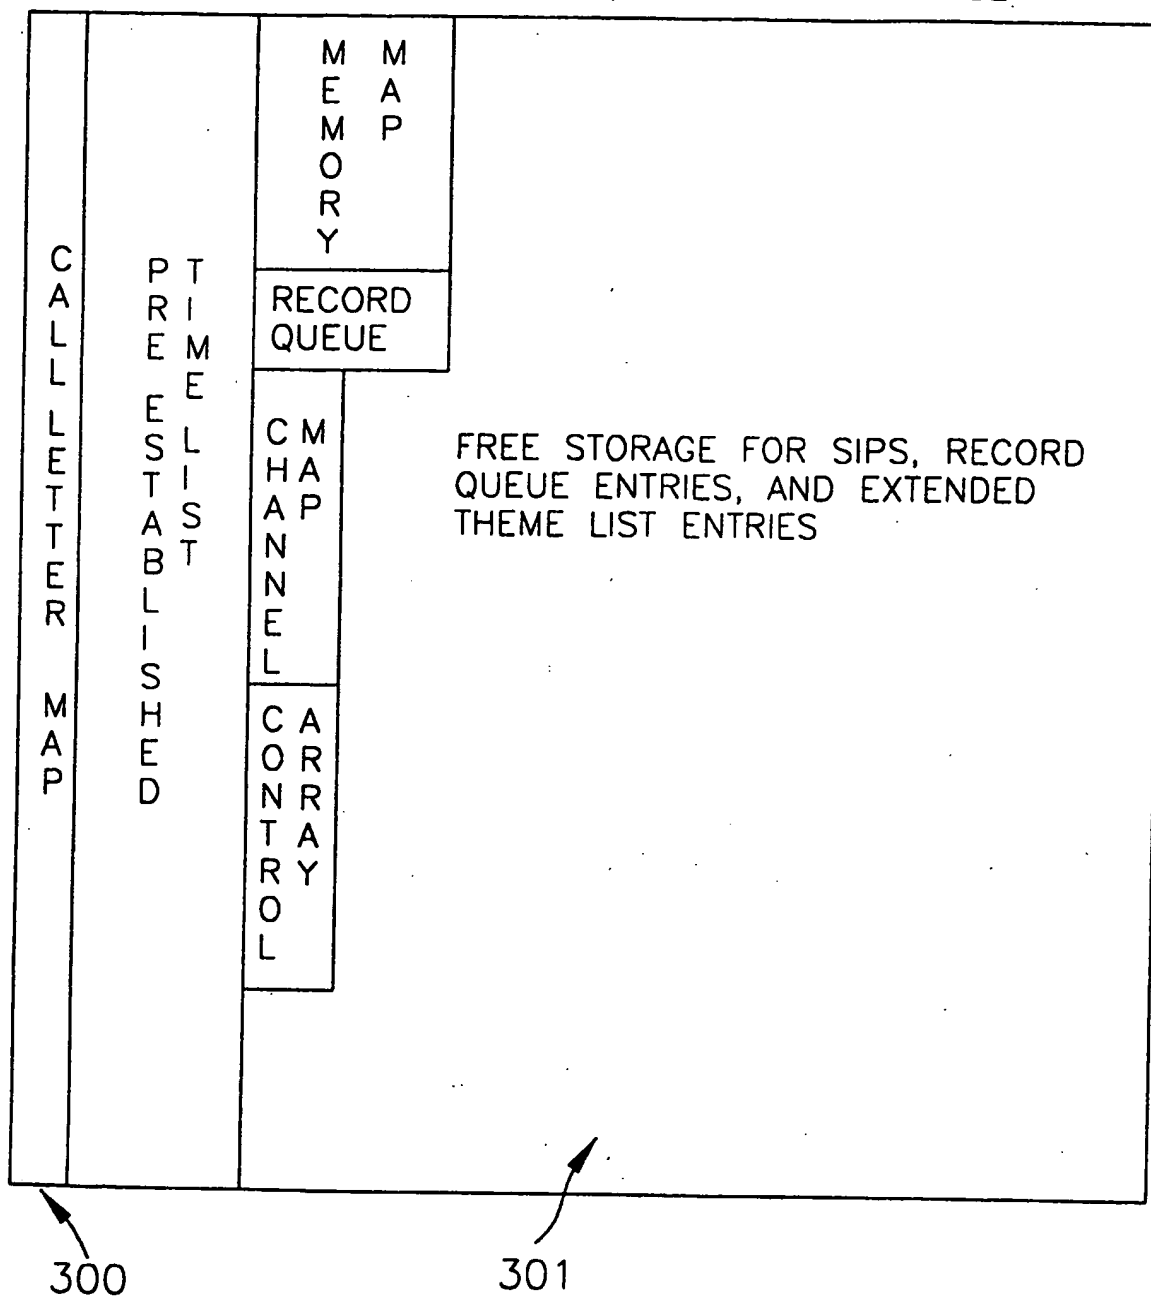 CALL LETTER MAP
PRE ESTABLISHED
TIME LIST
MEMORY
MAP
RECORD
QUEUE
CHANNEL
MAP
CONTROL
ARRAY
FREE STORAGE FOR SIPS, RECORD
QUEUE ENTRIES, AND EXTENDED
THEME LIST ENTRIES
300
301